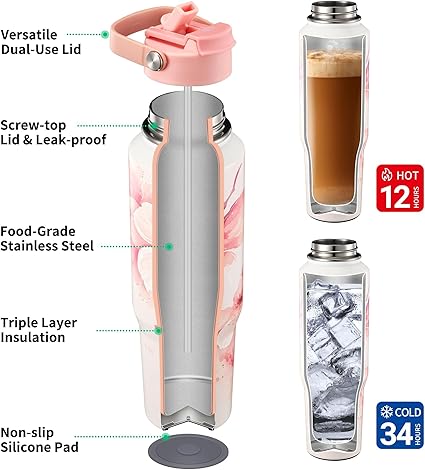 Versatile
Dual-Use Lid
Screw-top
Lid & Leak-proof
Food-Grade
Stainless Steel
Triple Layer
Insulation
Non-slip
Silicone Pad
HOT
12 HOURS
COLD
34 HOURS